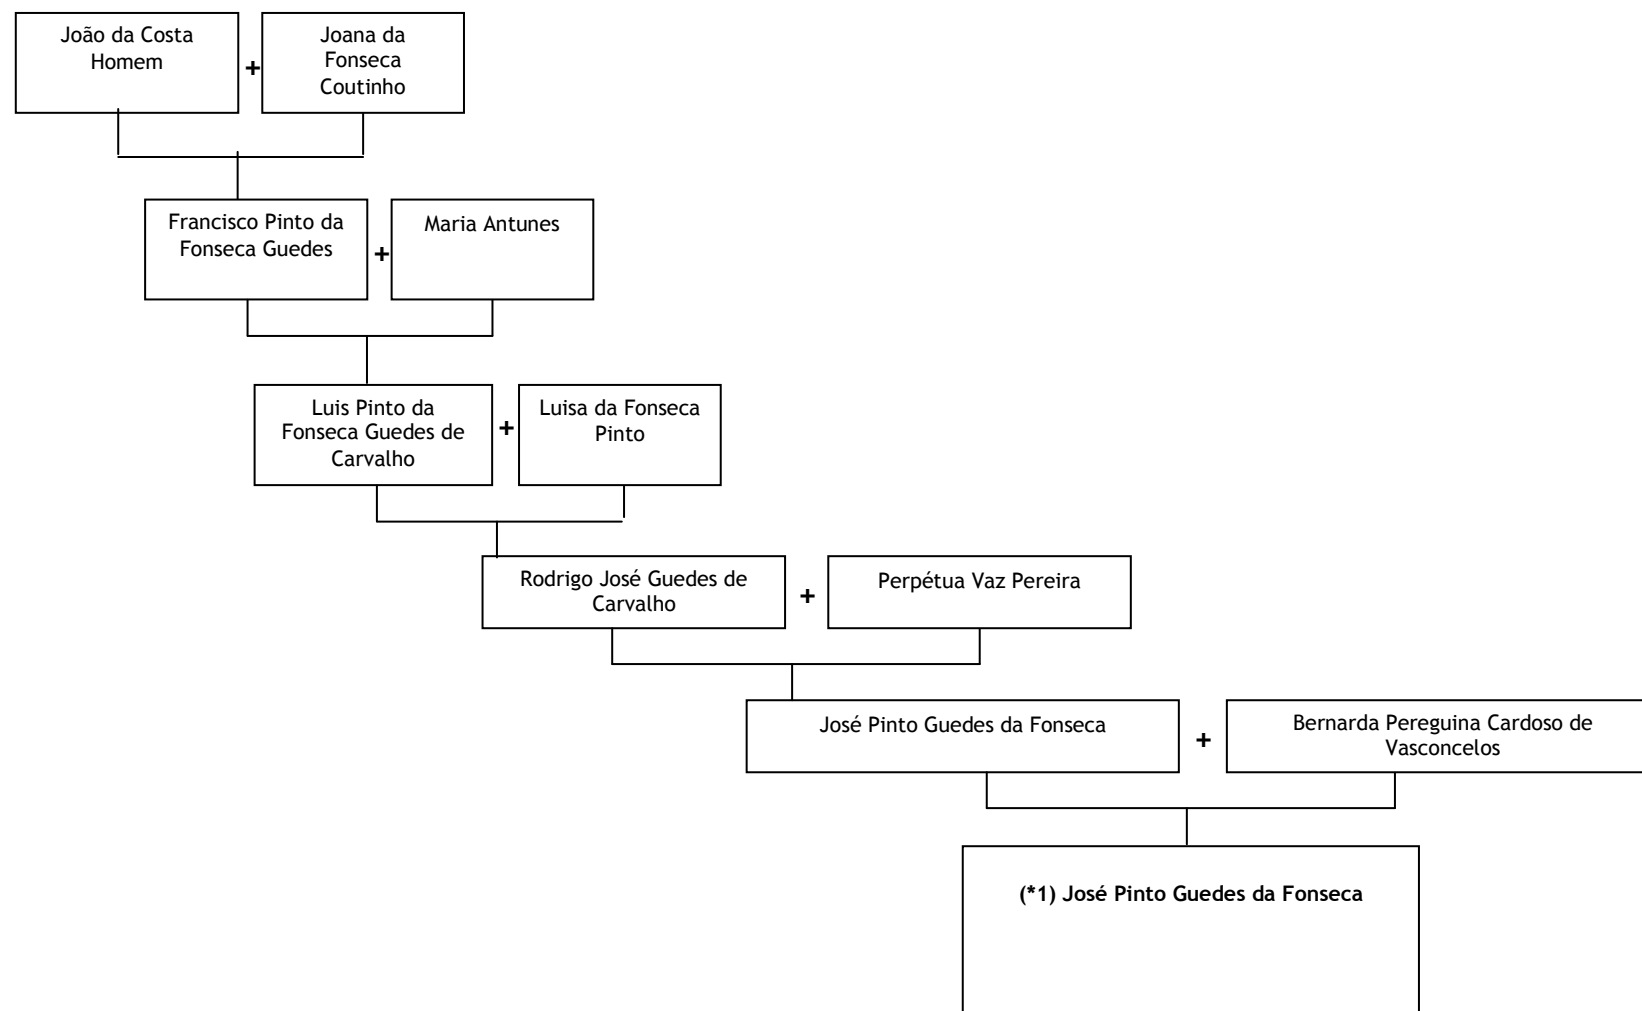 João da Costa
Homem
+
Joana da
Fonseca
Coutinho
Francisco Pinto da
Fonseca Guedes
+
Maria Antunes
Luis Pinto da
Fonseca Guedes de
Carvalho
+
Luisa da Fonseca
Pinto
Rodrigo José Guedes de
Carvalho
+
Perpétua Vaz Pereira
José Pinto Guedes da Fonseca
+
Bernarda Pereguina Cardoso de
Vasconcelos
(*1) José Pinto Guedes da Fonseca